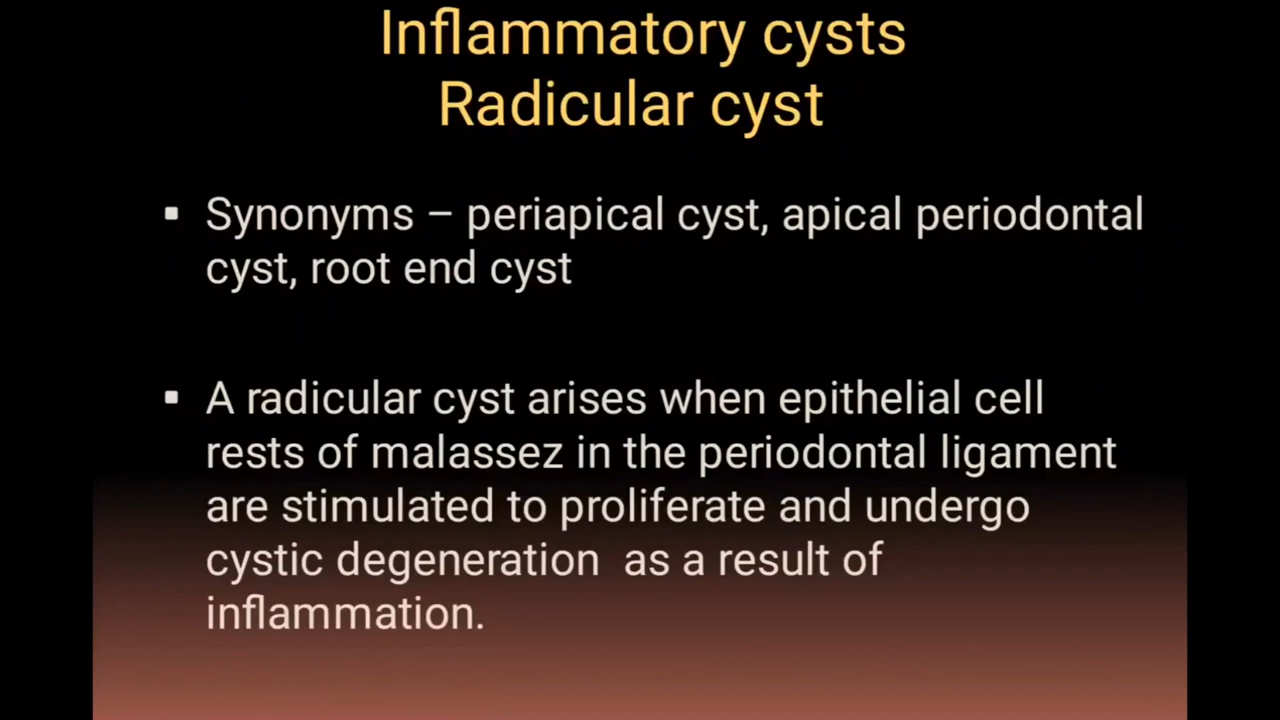 Inflammatory cysts
Radicular cyst
▪ Synonyms – periapical cyst, apical periodontal
cyst, root end cyst
▪ A radicular cyst arises when epithelial cell
rests of malassez in the periodontal ligament
are stimulated to proliferate and undergo
cystic degeneration  as a result of
inflammation.